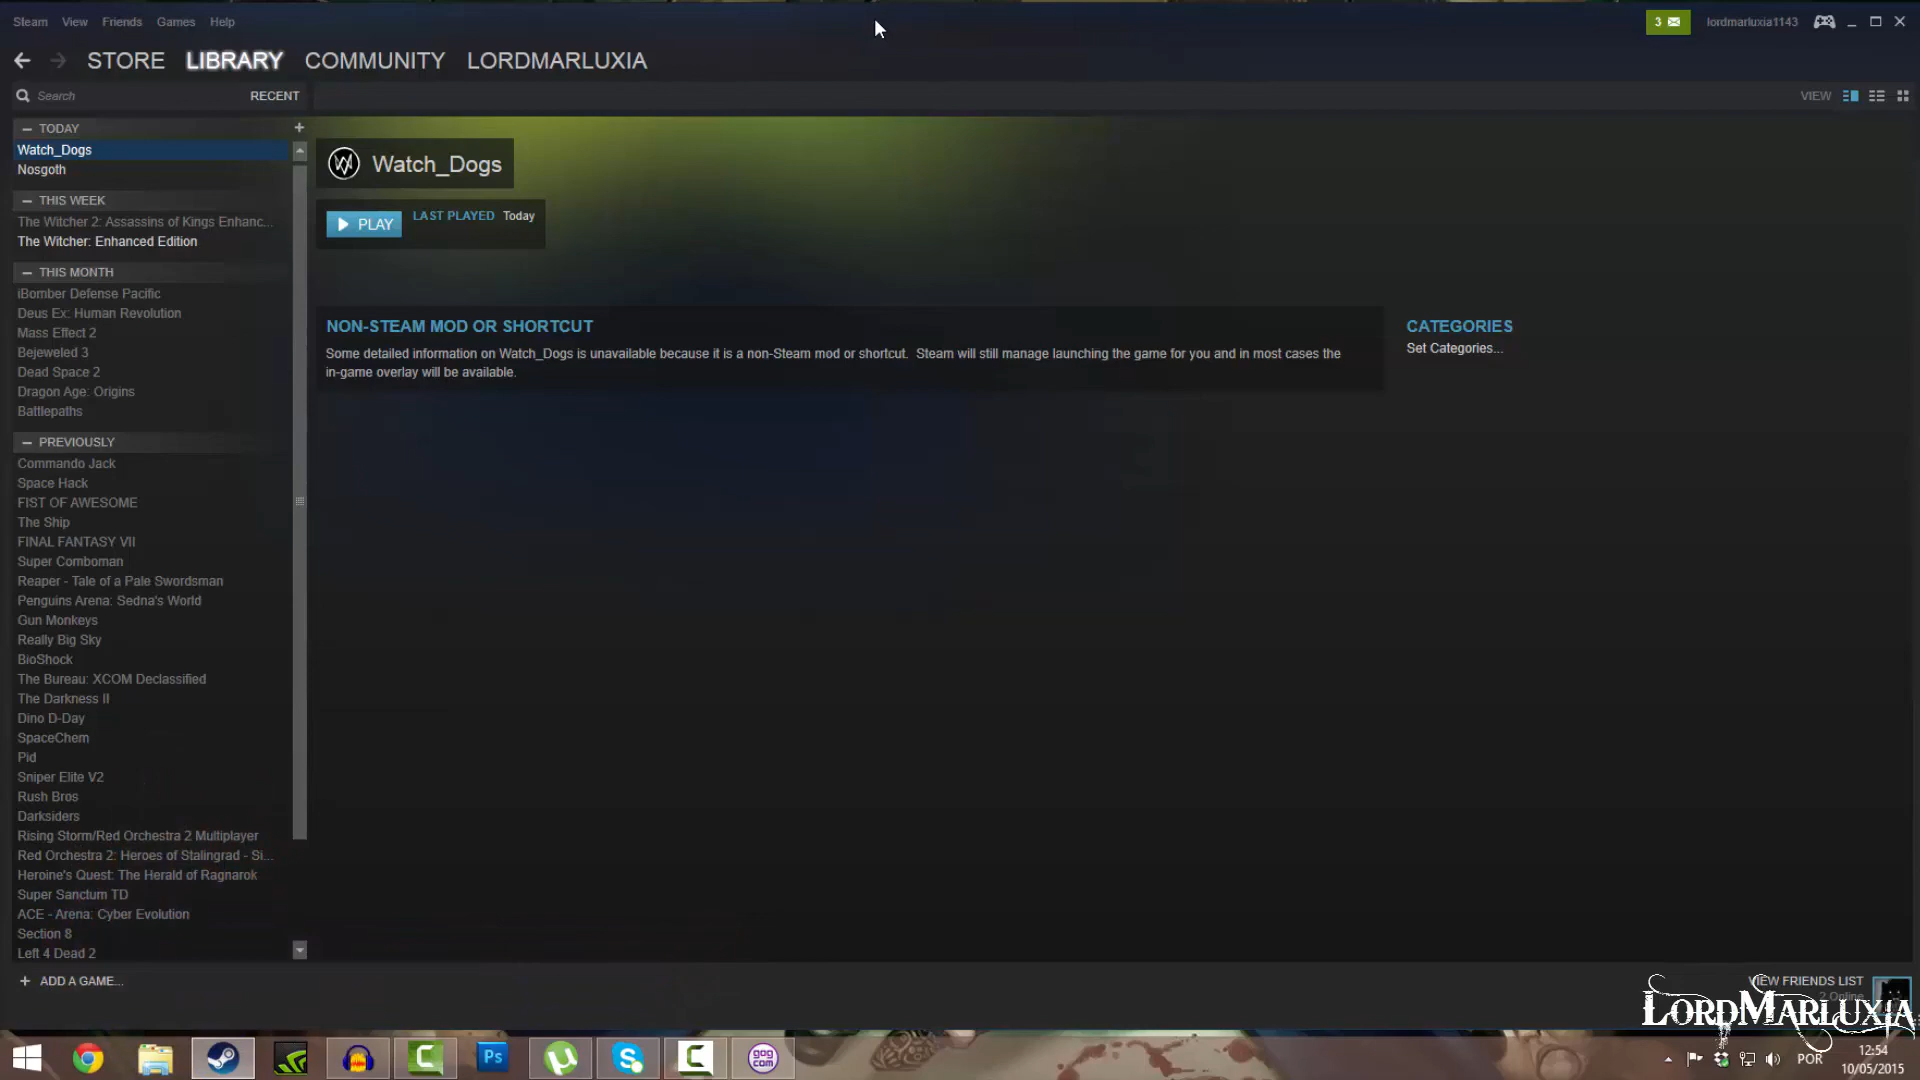 Steam View Friends Games Help
3
lordmarluxia1143
STORE LIBRARY COMMUNITY LORDMARLUXIA
Search
RECENT
VIEW
— TODAY +
Watch_Dogs
Nosgoth
— THIS WEEK
The Witcher 2: Assassins of Kings Enhanc...
The Witcher: Enhanced Edition
— THIS MONTH
iBomber Defense Pacific
Deus Ex: Human Revolution
Mass Effect 2
Bejeweled 3
Dead Space 2
Dragon Age: Origins
Battlepaths
— PREVIOUSLY
Commando Jack
Space Hack
FIST OF AWESOME
The Ship
FINAL FANTASY VII
Super Comboman
Reaper - Tale of a Pale Swordsman
Penguins Arena: Sedna's World
Gun Monkeys
Really Big Sky
BioShock
The Bureau: XCOM Declassified
The Darkness II
Dino D-Day
SpaceChem
Pid
Sniper Elite V2
Rush Bros
Darksiders
Rising Storm/Red Orchestra 2 Multiplayer
Red Orchestra 2: Heroes of Stalingrad - Si...
Heroine's Quest: The Herald of Ragnarok
Super Sanctum TD
ACE - Arena: Cyber Evolution
Section 8
Left 4 Dead 2
+ ADD A GAME...
Watch_Dogs
PLAY
LAST PLAYED Today
NON-STEAM MOD OR SHORTCUT
Some detailed information on Watch_Dogs is unavailable because it is a non-Steam mod or shortcut. Steam will still manage launching the game for you and in most cases the
in-game overlay will be available.
CATEGORIES
Set Categories...
VIEW FRIENDS LIST
2 Online
LORDMARLUXIA
Ps
gog
com
POR
12:54
10/05/2015